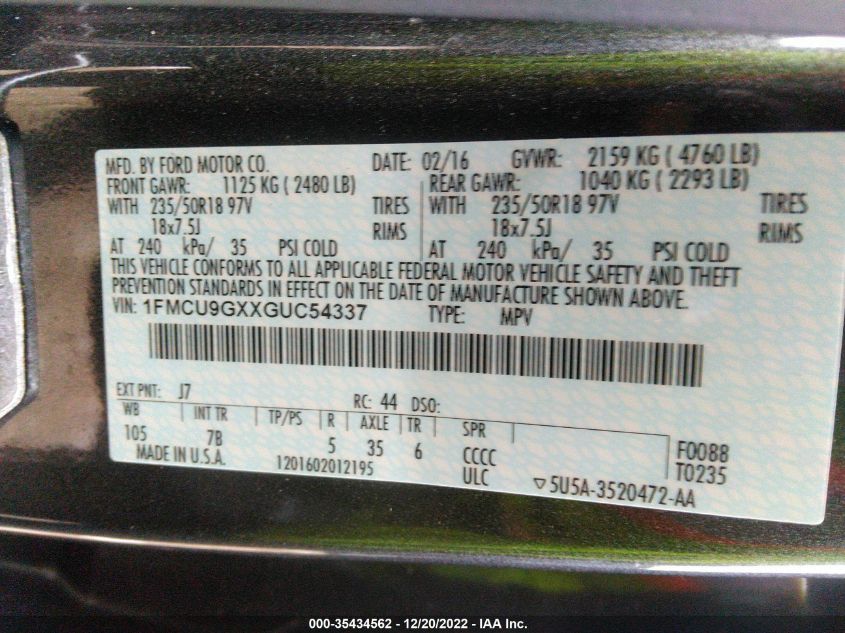 MFD. BY FORD MOTOR CO. DATE: 02/16 GVWR: 2159 KG ( 4760 LB)
FRONT GAWR: 1125 KG ( 2480 LB) REAR GAWR: 1040 KG ( 2293 LB)
WITH 235/50R18 97V TIRES WITH 235/50R18 97V TIRES
18x7.5J RIMS 18x7.5J RIMS
AT 240 kPa/ 35 PSI COLD AT 240 kPa/ 35 PSI COLD
THIS VEHICLE CONFORMS TO ALL APPLICABLE FEDERAL MOTOR VEHICLE SAFETY AND THEFT
PREVENTION STANDARDS IN EFFECT ON THE DATE OF MANUFACTURE SHOWN ABOVE.
VIN: 1FMCU9GXXGUC54337 TYPE: MPV
EXT PNT: J7 RC: 44 DSO:
WB INT TR TP/PS R AXLE TR SPR
105 7B 5 35 6 CCCC F0088
MADE IN U.S.A. 1201602012195 ULC T0235
▽5U5A-3520472-AA
000-35434562 - 12/20/2022 - IAA Inc.